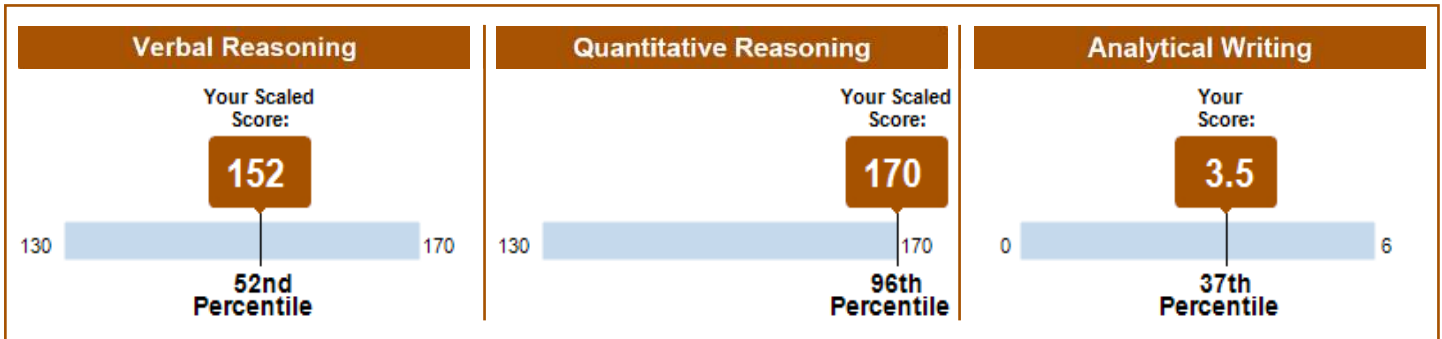 Verbal Reasoning
Your Scaled
Score:
152
130
170
52nd
Percentile
Quantitative Reasoning
Your Scaled
Score:
170
130
170
96th
Percentile
Analytical Writing
Your
Score:
3.5
0
6
37th
Percentile